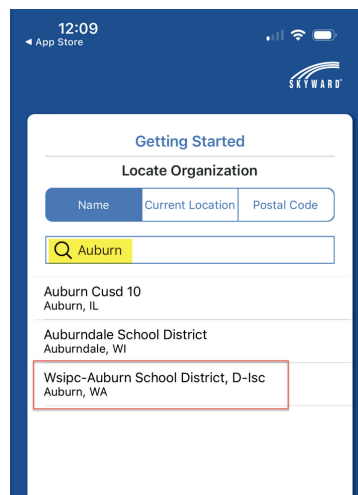 12:09
◀ App Store
SKYWARD
Getting Started
Locate Organization
Name Current Location Postal Code
Auburn
Auburn Cusd 10
Auburn, IL
Auburndale School District
Auburndale, WI
Wsipc-Auburn School District, D-Isc
Auburn, WA